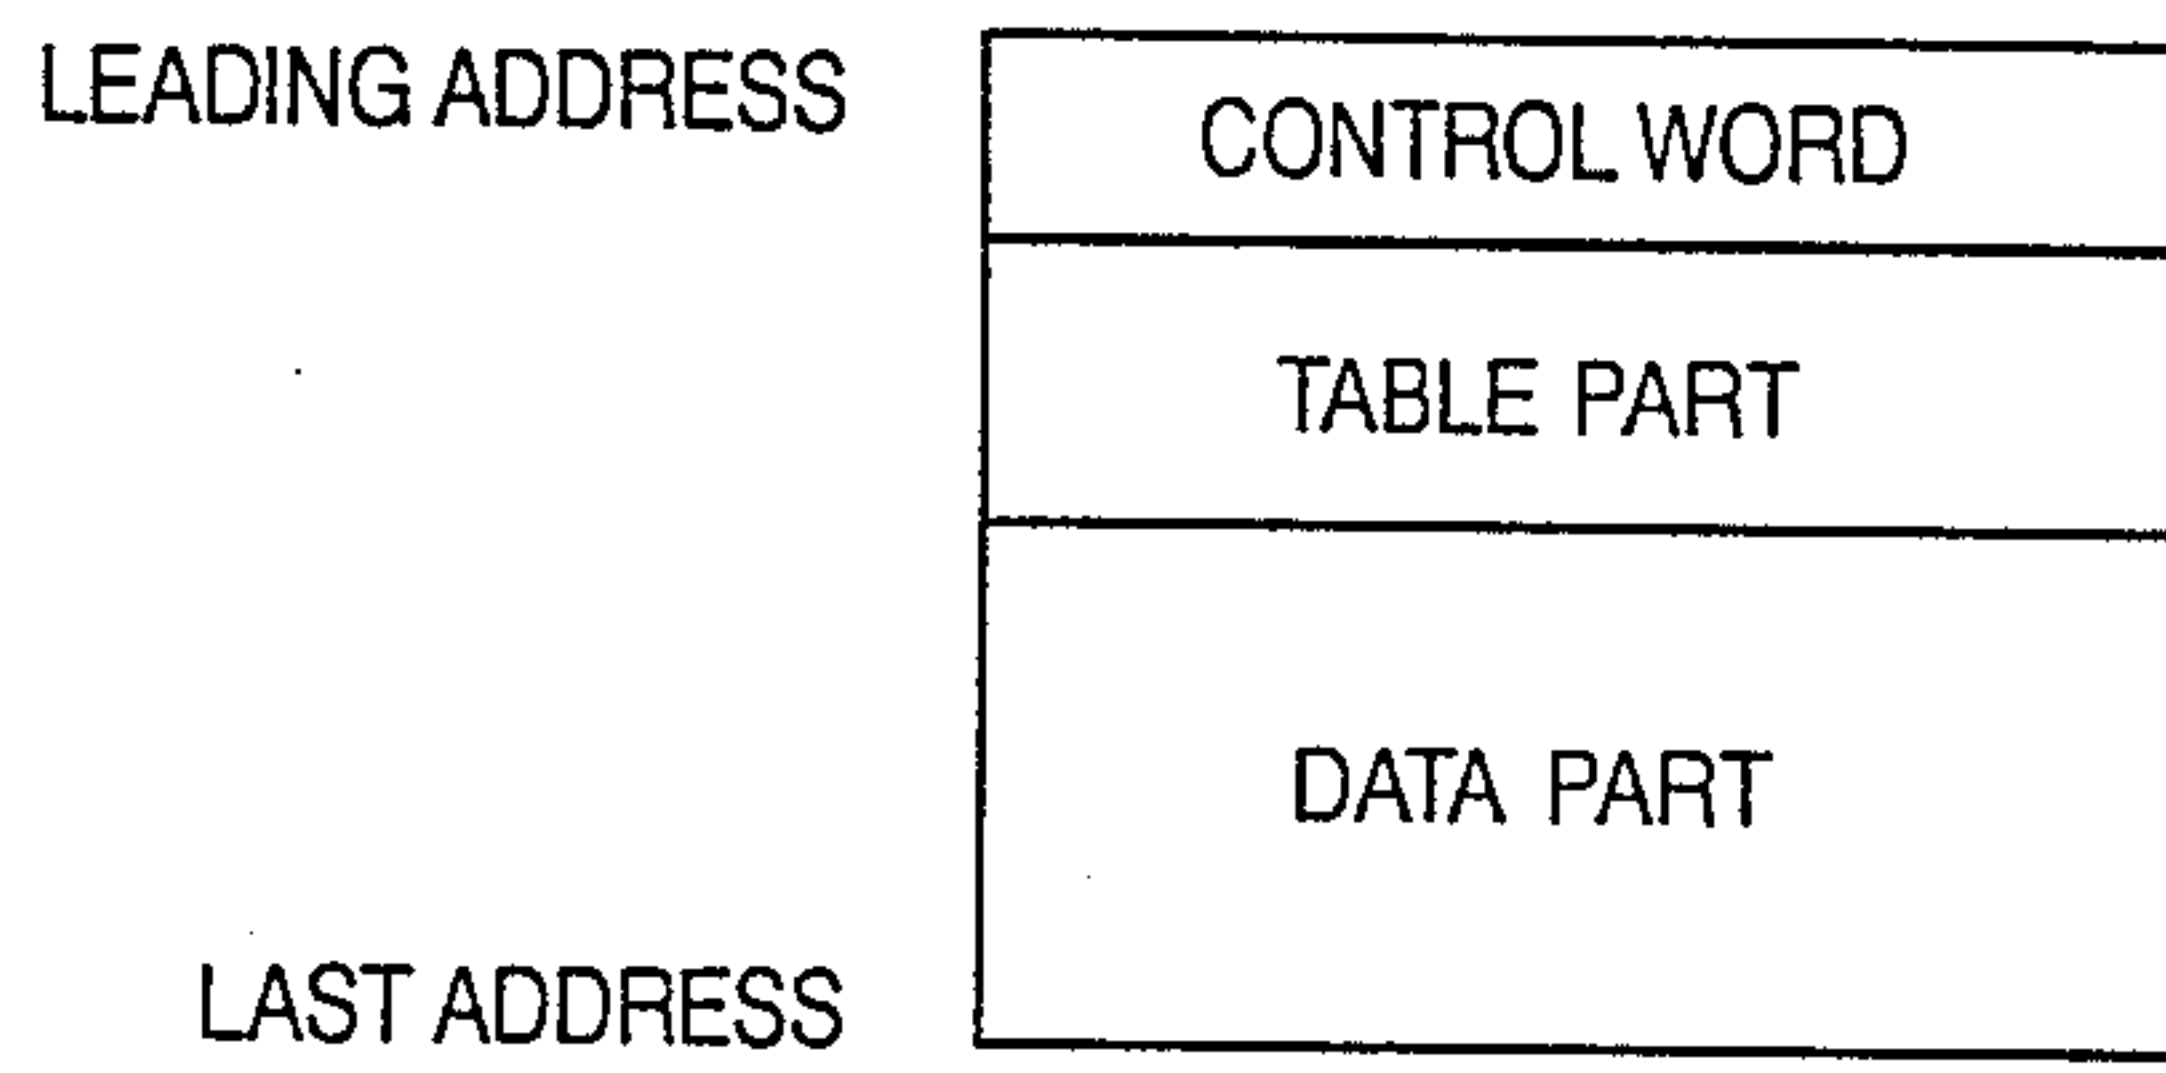 LEADING ADDRESS
CONTROL WORD
TABLE PART
DATA PART
LAST ADDRESS